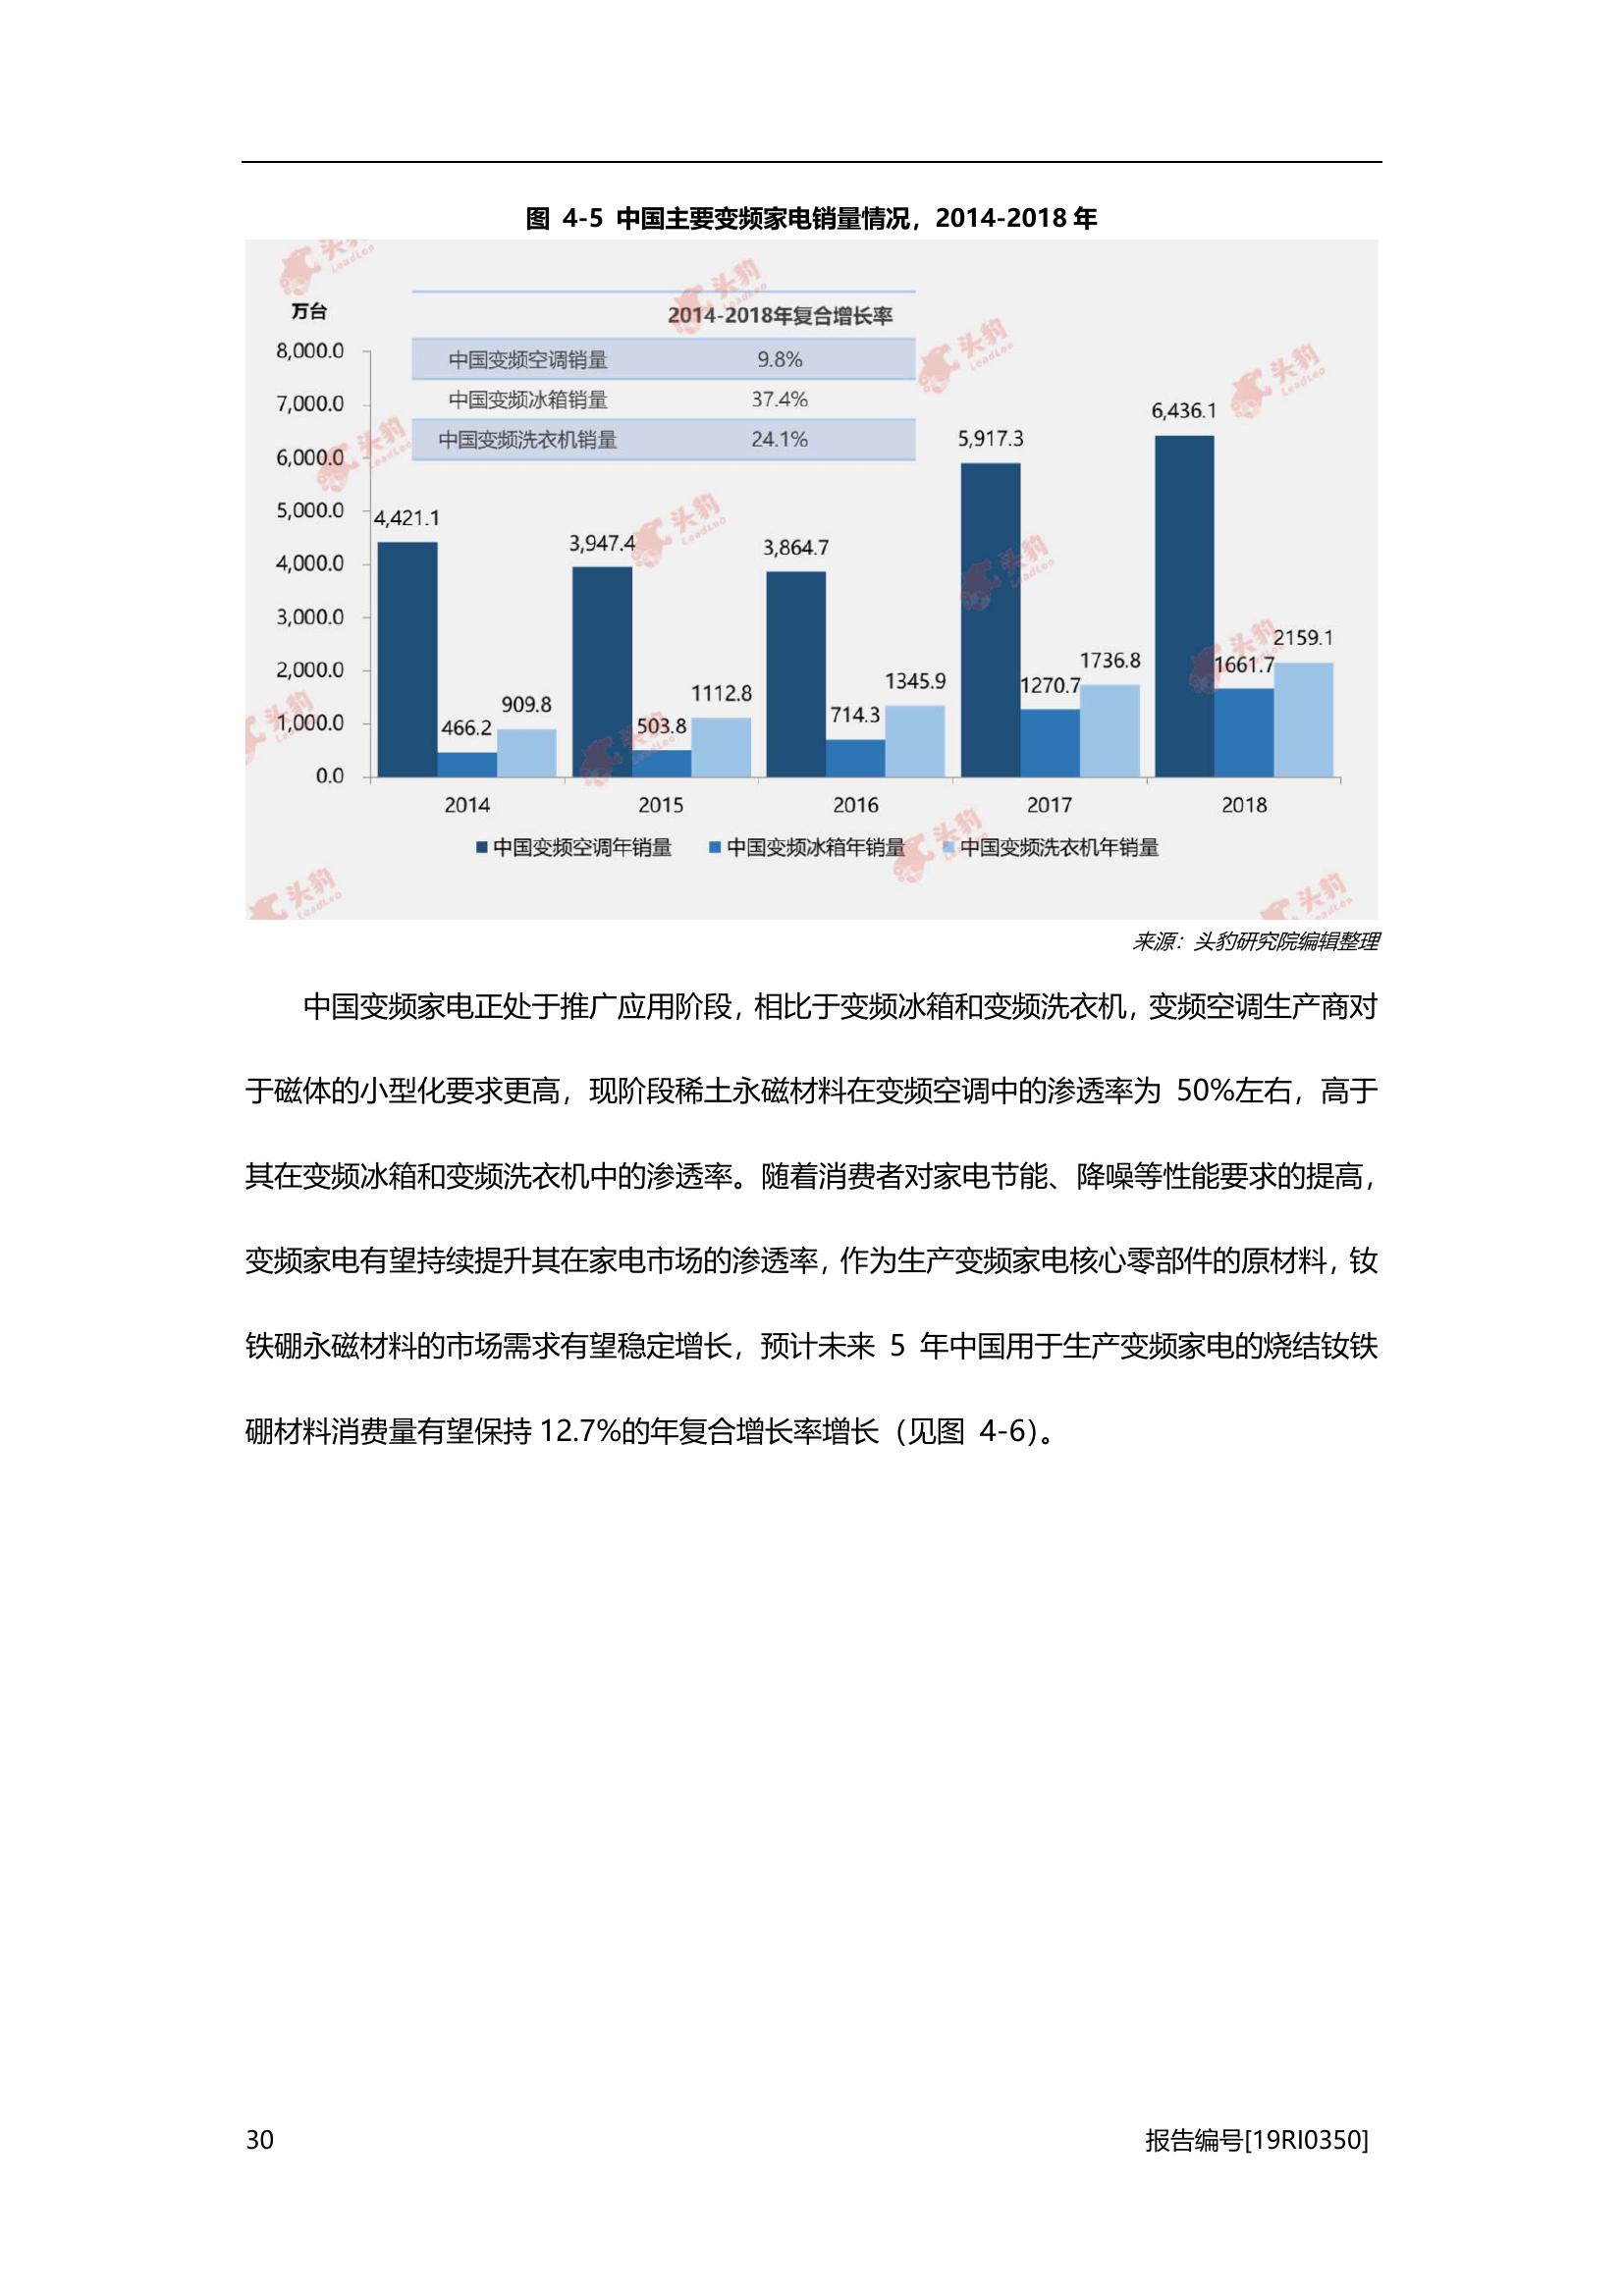 图 4-5 中国主要变频家电销量情况，2014-2018 年
万台
2014-2018年复合增长率
中国变频空调销量 9.8%
中国变频冰箱销量 37.4%
中国变频洗衣机销量 24.1%
8,000.0
7,000.0
6,000.0
5,000.0
4,000.0
3,000.0
2,000.0
1,000.0
0.0
4,421.1 466.2 909.8
3,947.4 503.8 1112.8
3,864.7 714.3 1345.9
5,917.3 1270.7 1736.8
6,436.1 1661.7 2159.1
2014 2015 2016 2017 2018
中国变频空调年销量 中国变频冰箱年销量 中国变频洗衣机年销量
头豹 LeadLeo
来源：头豹研究院编辑整理
中国变频家电正处于推广应用阶段，相比于变频冰箱和变频洗衣机，变频空调生产商对
于磁体的小型化要求更高，现阶段稀土永磁材料在变频空调中的渗透率为 50%左右，高于
其在变频冰箱和变频洗衣机中的渗透率。随着消费者对家电节能、降噪等性能要求的提高，
变频家电有望持续提升其在家电市场的渗透率，作为生产变频家电核心零部件的原材料，钕
铁硼永磁材料的市场需求有望稳定增长，预计未来 5 年中国用于生产变频家电的烧结钕铁
硼材料消费量有望保持 12.7%的年复合增长率增长（见图 4-6）。
30
报告编号[19RI0350]